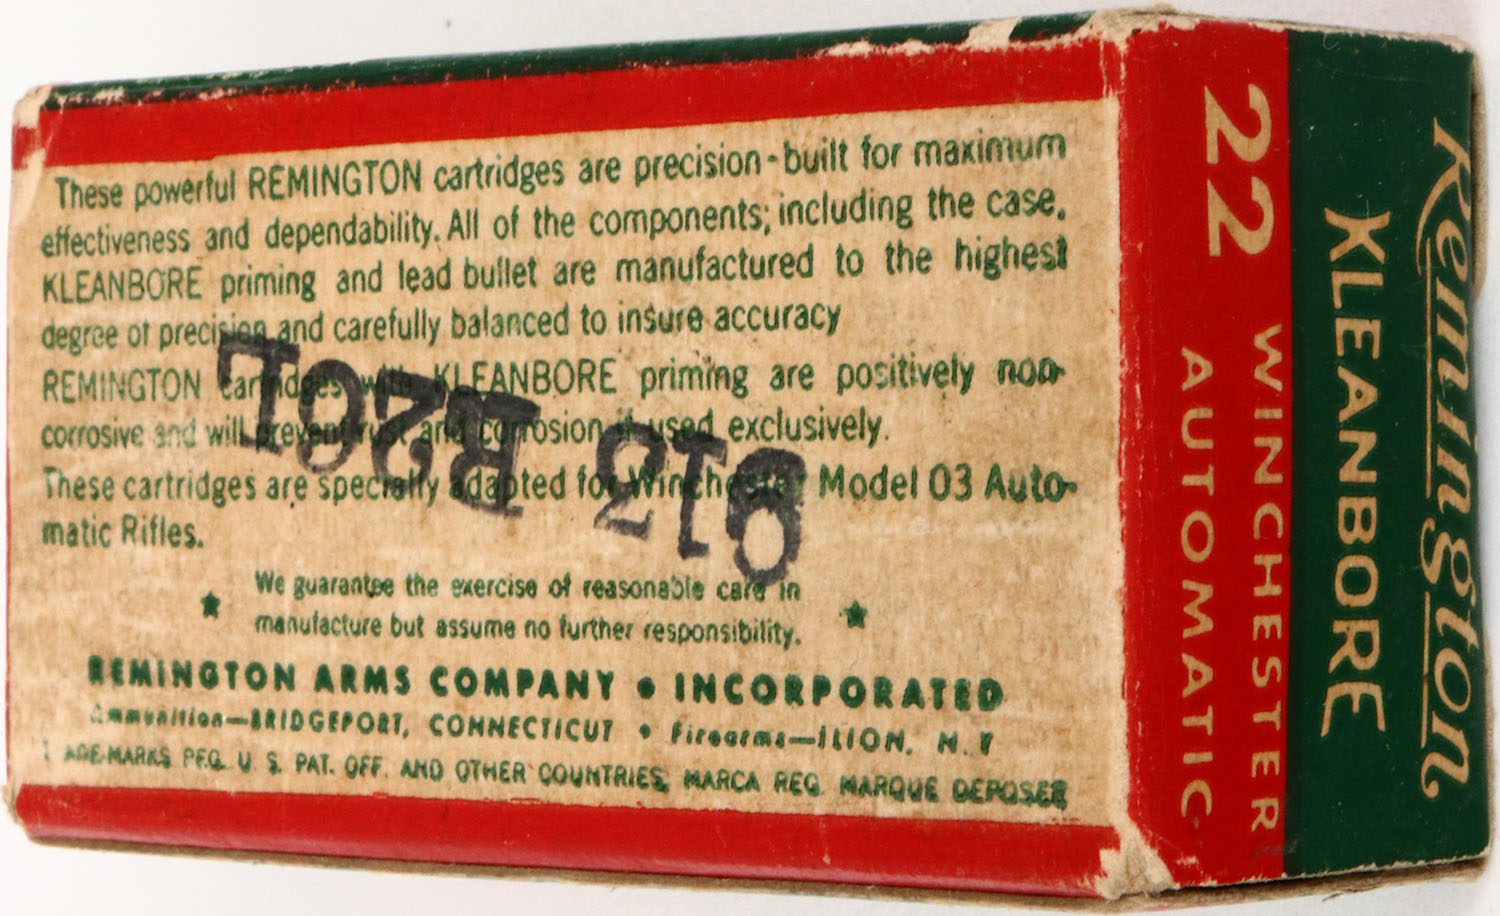 These powerful REMINGTON cartridges are precision-built for maximum
effectiveness and dependability. All of the components; including the case,
KLEANBORE priming and lead bullet are manufactured to the highest
degree of precision and carefully balanced to insure accuracy
REMINGTON cartridges with KLEANBORE priming are positively non-
corrosive and will prevent rust and corrosion if used exclusively.
These cartridges are specially adapted for Winchester Model 03 Auto-
matic Rifles.
We guarantee the exercise of reasonable care in
manufacture but assume no further responsibility.
REMINGTON ARMS COMPANY • INCORPORATED
Ammunition—BRIDGEPORT, CONNECTICUT • Firearms—ILION, N. Y
ADE-MARKS REG. U. S. PAT. OFF. AND OTHER COUNTRIES, MARCA REG. MARQUE DEPOSEE
Remington
KLEANBORE
22 WINCHESTER
AUTOMATIC